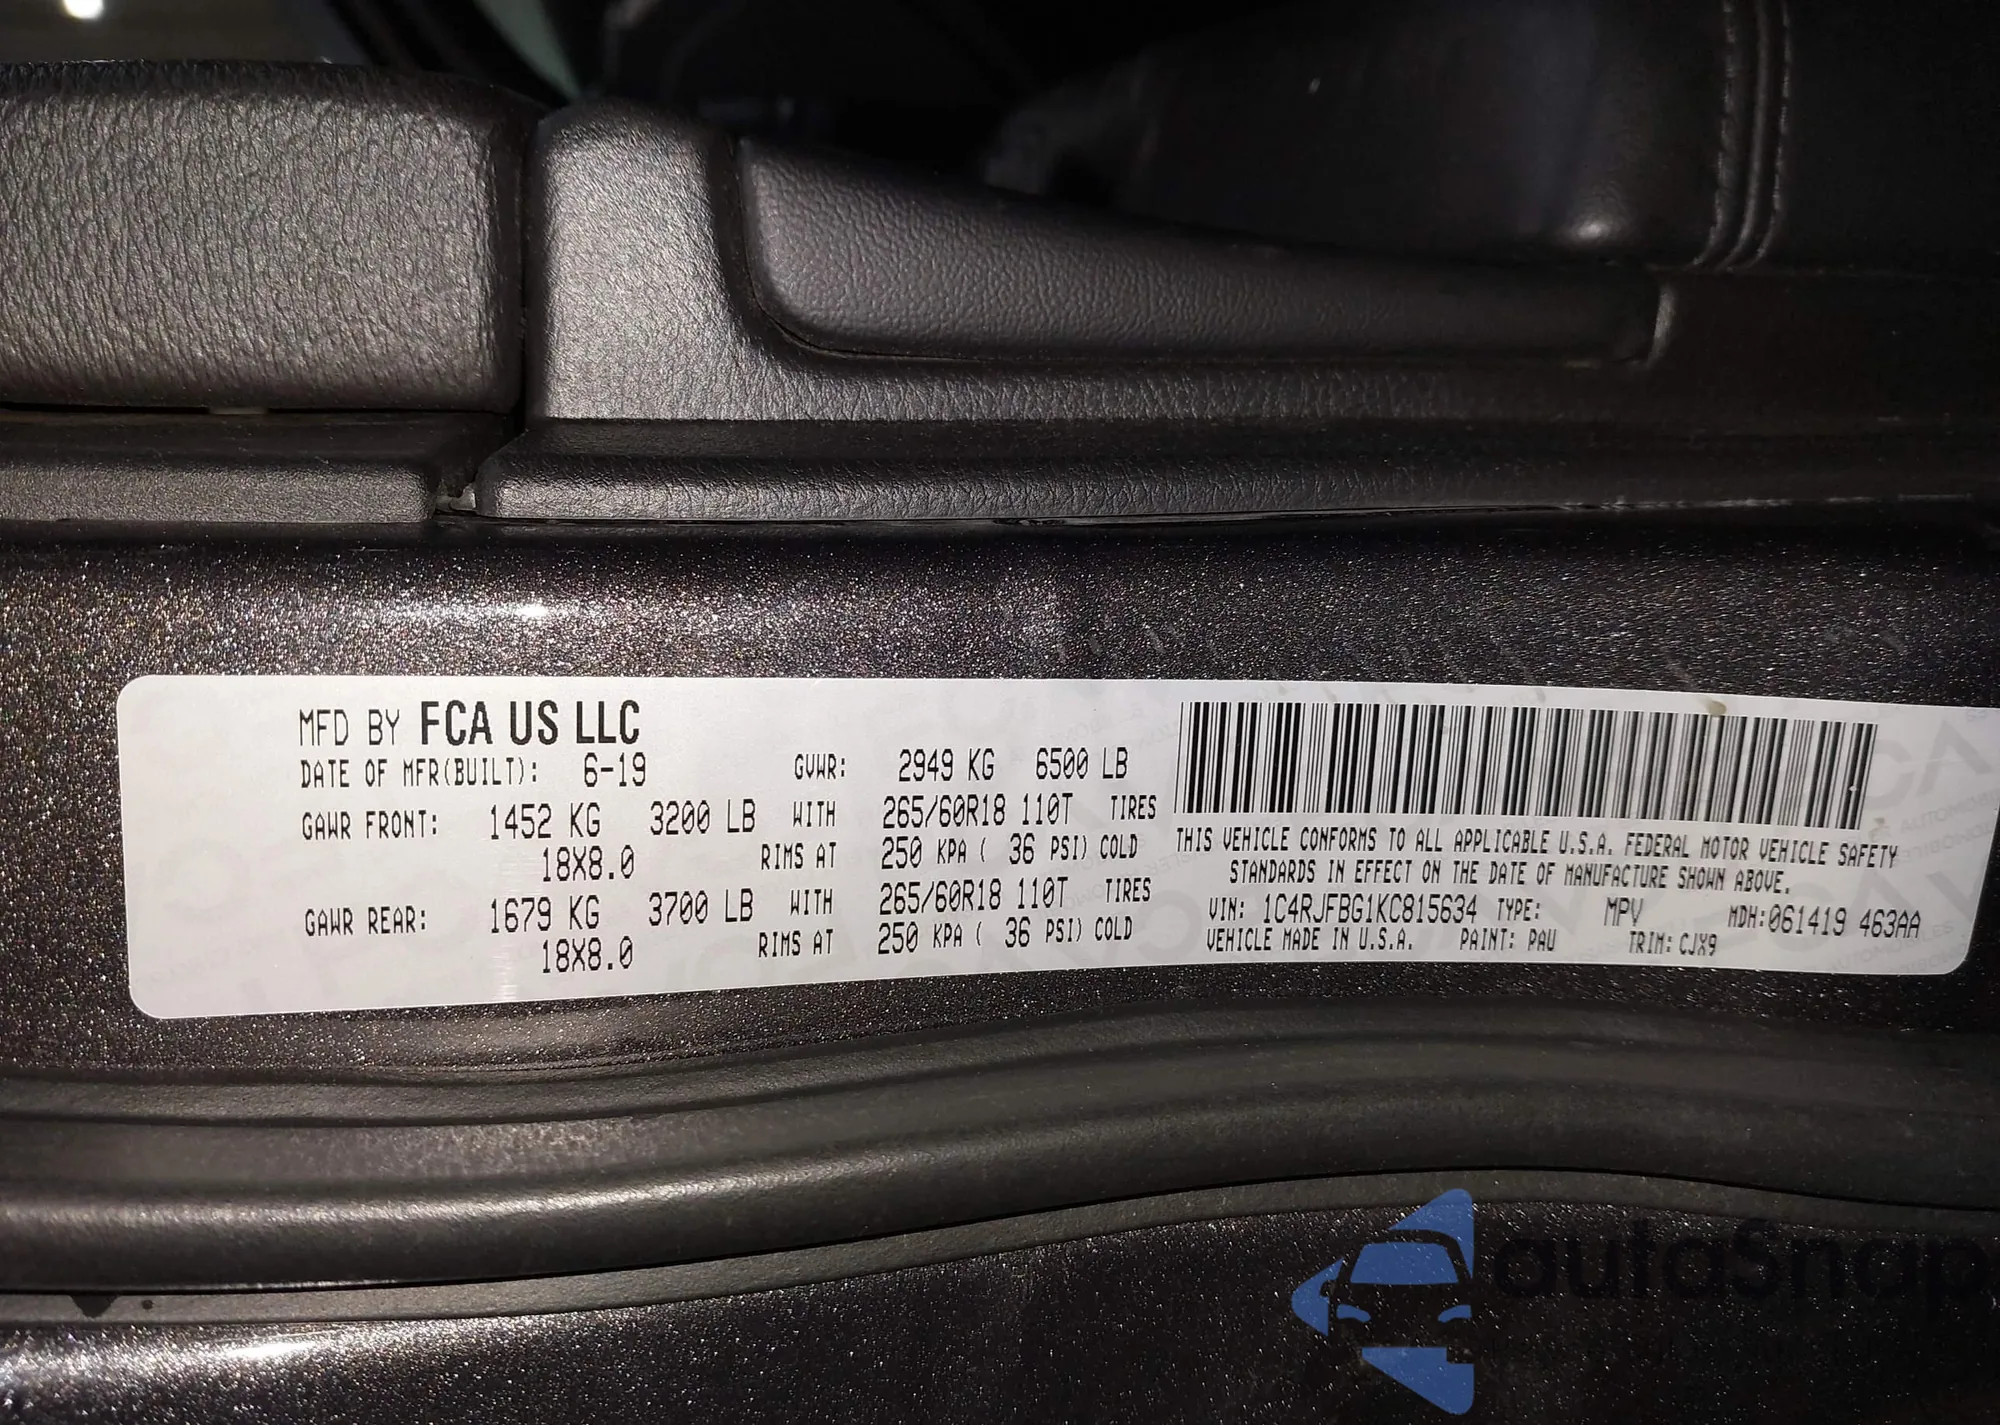 MFD BY FCA US LLC
DATE OF MFR(BUILT): 6-19 GVWR: 2949 KG 6500 LB
GAWR FRONT: 1452 KG 3200 LB WITH 265/60R18 110T TIRES
18X8.0 RIMS AT 250 KPA ( 36 PSI) COLD
GAWR REAR: 1679 KG 3700 LB WITH 265/60R18 110T TIRES
18X8.0 RIMS AT 250 KPA ( 36 PSI) COLD
THIS VEHICLE CONFORMS TO ALL APPLICABLE U.S.A. FEDERAL MOTOR VEHICLE SAFETY
STANDARDS IN EFFECT ON THE DATE OF MANUFACTURE SHOWN ABOVE.
VIN: 1C4RJFBG1KC815634 TYPE: MPV MDH:061419 463AA
VEHICLE MADE IN U.S.A. PAINT: PAU TRIM: CJX9
autoSnap